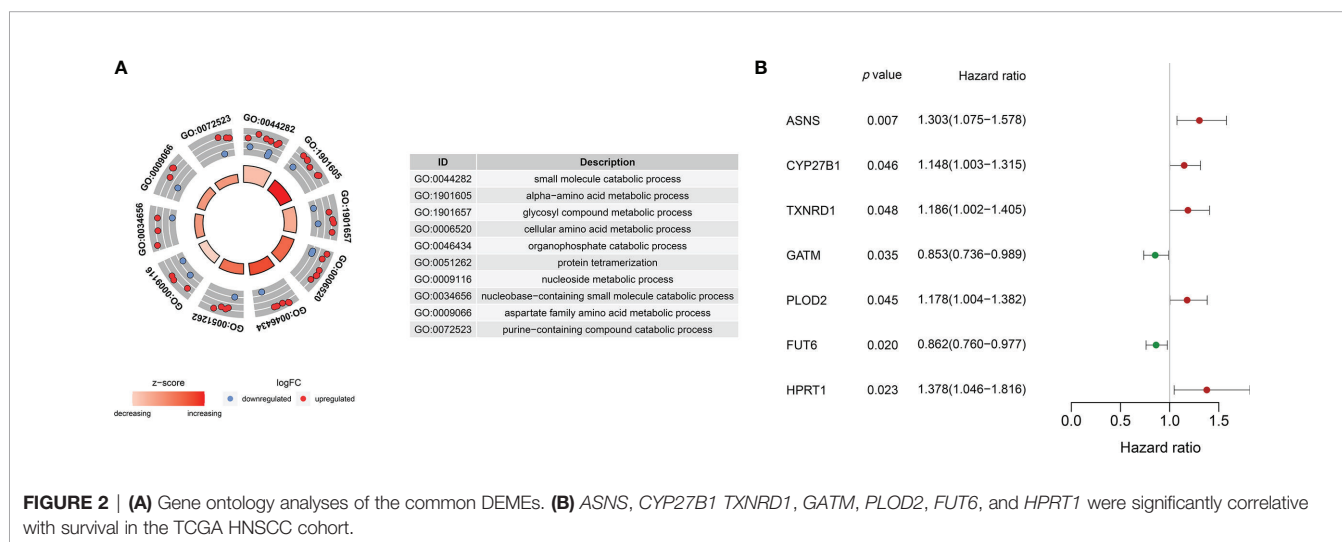 A
GO:0072523
GO:0044282
GO:1901605
GO:1901657
GO:0006520
GO:0046434
GO:0051262
GO:0009116
GO:0034656
GO:0009066
z−score
decreasing
increasing
logFC
downregulated
upregulated
ID Description
GO:0044282 small molecule catabolic process
GO:1901605 alpha−amino acid metabolic process
GO:1901657 glycosyl compound metabolic process
GO:0006520 cellular amino acid metabolic process
GO:0046434 organophosphate catabolic process
GO:0051262 protein tetramerization
GO:0009116 nucleoside metabolic process
GO:0034656 nucleobase−containing small molecule catabolic process
GO:0009066 aspartate family amino acid metabolic process
GO:0072523 purine−containing compound catabolic process
B
p value Hazard ratio
ASNS 0.007 1.303(1.075−1.578)
CYP27B1 0.046 1.148(1.003−1.315)
TXNRD1 0.048 1.186(1.002−1.405)
GATM 0.035 0.853(0.736−0.989)
PLOD2 0.045 1.178(1.004−1.382)
FUT6 0.020 0.862(0.760−0.977)
HPRT1 0.023 1.378(1.046−1.816)
0.0 0.5 1.0 1.5
Hazard ratio
FIGURE 2 | (A) Gene ontology analyses of the common DEMEs. (B) ASNS, CYP27B1 TXNRD1, GATM, PLOD2, FUT6, and HPRT1 were significantly correlative
with survival in the TCGA HNSCC cohort.